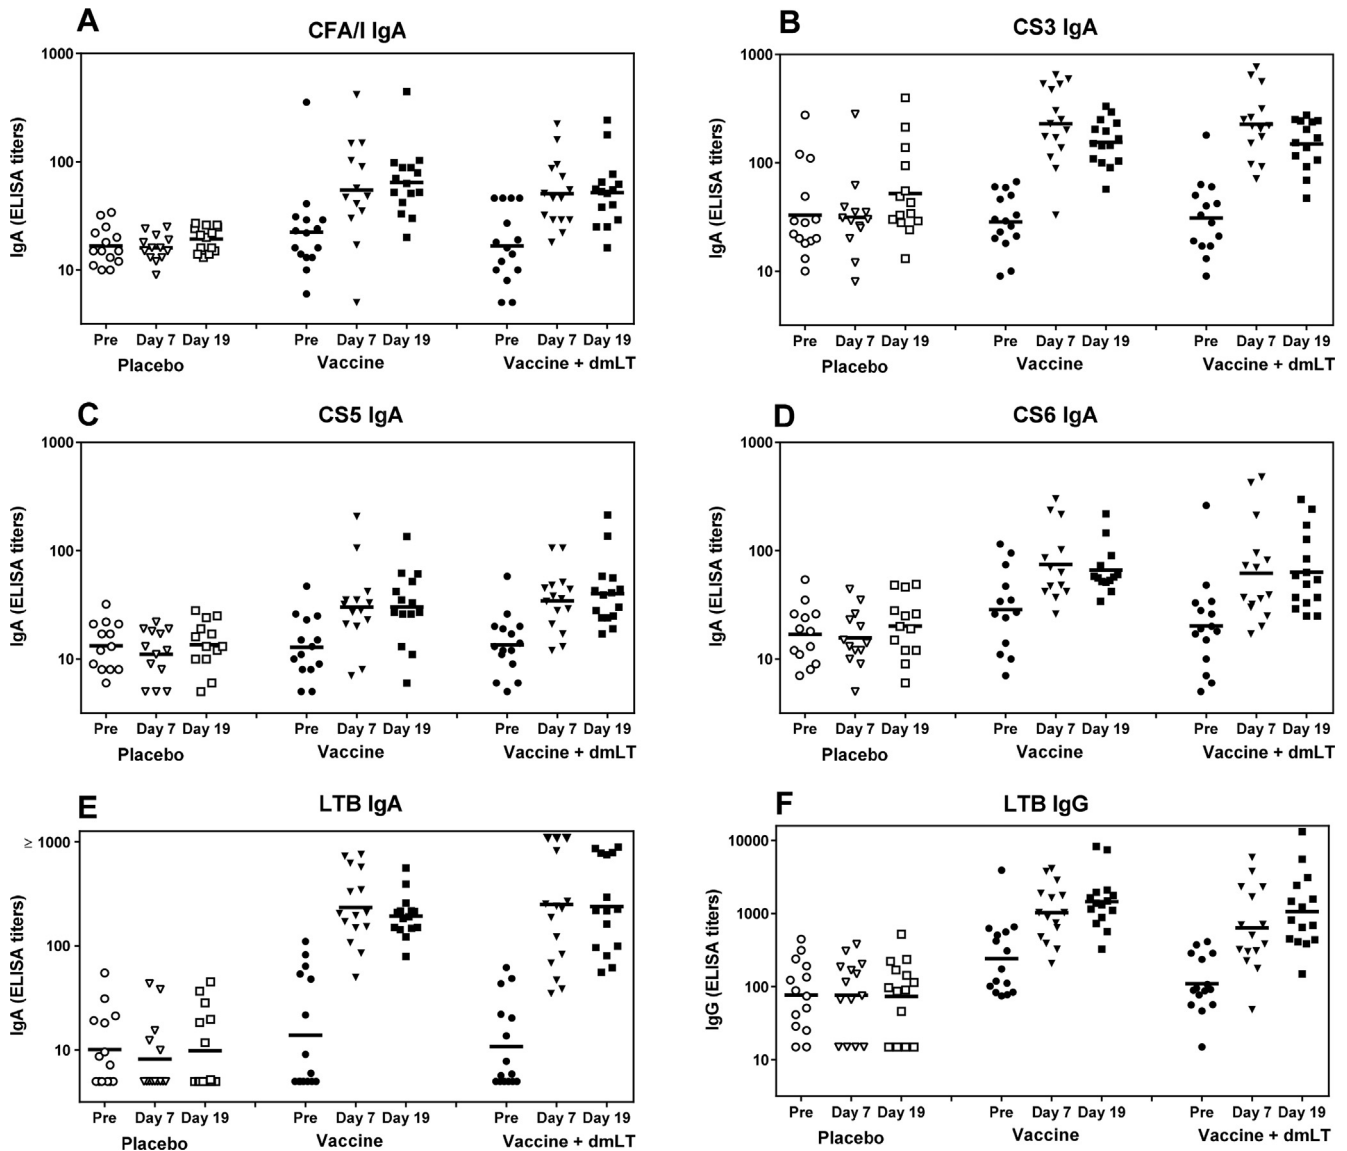 A
CFA/I IgA
IgA (ELISA titers)
1000
100
10
Pre Day 7 Day 19 Pre Day 7 Day 19 Pre Day 7 Day 19
Placebo Vaccine Vaccine + dmLT
B
CS3 IgA
IgA (ELISA titers)
1000
100
10
Pre Day 7 Day 19 Pre Day 7 Day 19 Pre Day 7 Day 19
Placebo Vaccine Vaccine + dmLT
C
CS5 IgA
IgA (ELISA titers)
1000
100
10
Pre Day 7 Day 19 Pre Day 7 Day 19 Pre Day 7 Day 19
Placebo Vaccine Vaccine + dmLT
D
CS6 IgA
IgA (ELISA titers)
1000
100
10
Pre Day 7 Day 19 Pre Day 7 Day 19 Pre Day 7 Day 19
Placebo Vaccine Vaccine + dmLT
E
LTB IgA
IgA (ELISA titers)
≥ 1000
100
10
Pre Day 7 Day 19 Pre Day 7 Day 19 Pre Day 7 Day 19
Placebo Vaccine Vaccine + dmLT
F
LTB IgG
IgG (ELISA titers)
10000
1000
100
10
Pre Day 7 Day 19 Pre Day 7 Day 19 Pre Day 7 Day 19
Placebo Vaccine Vaccine + dmLT